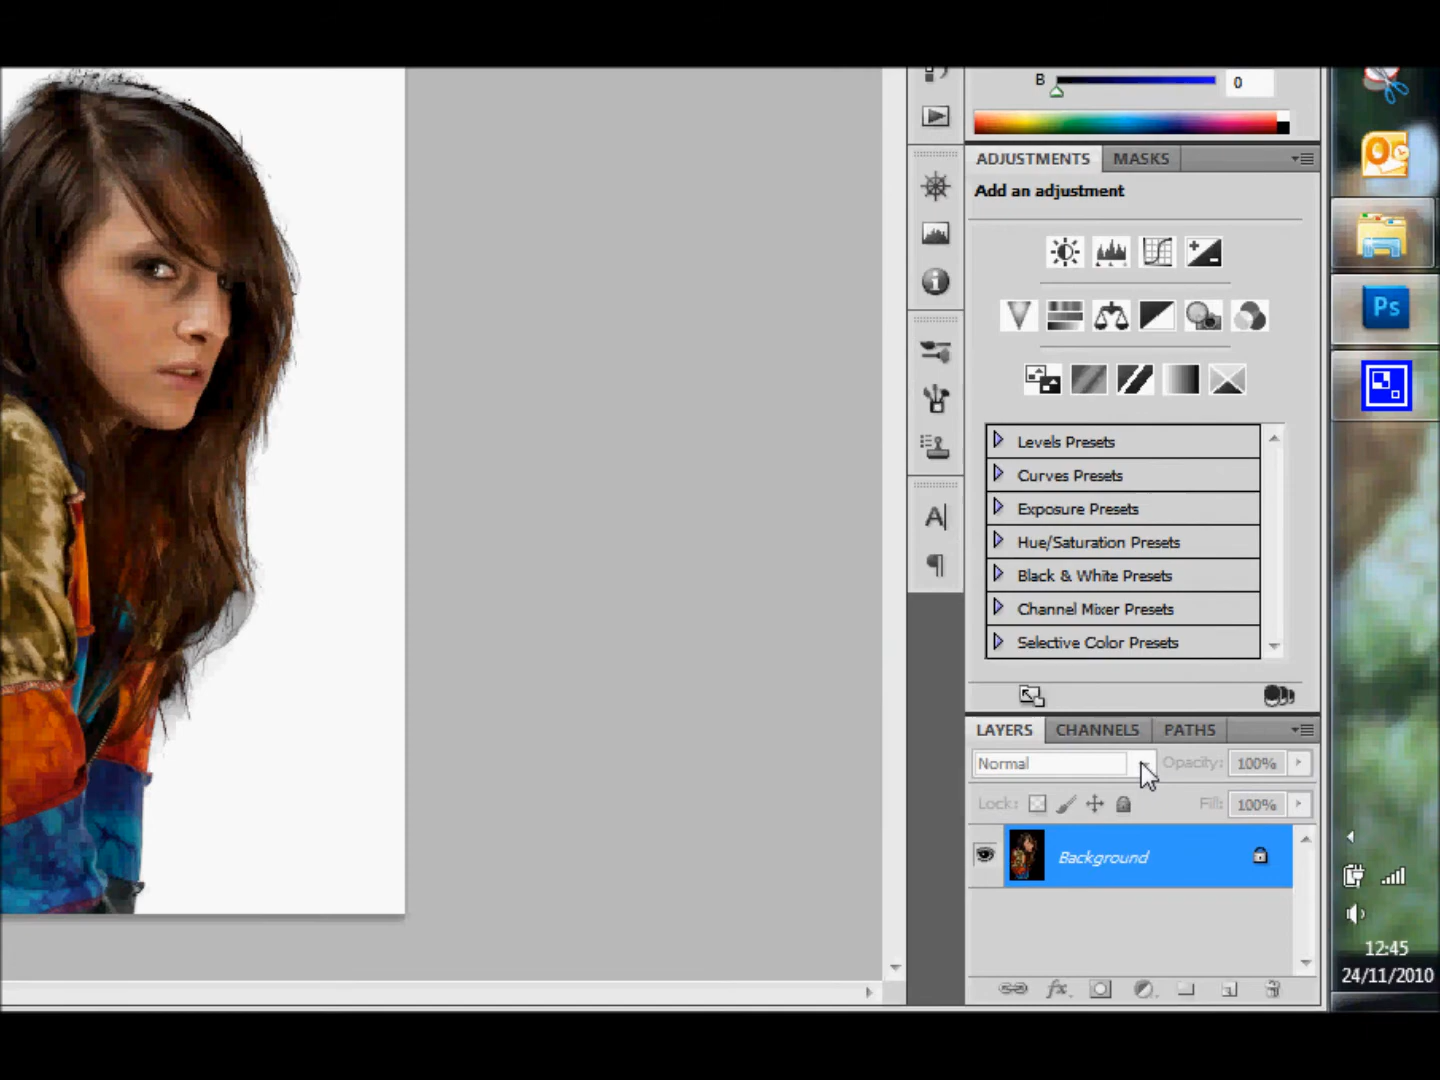 B 0
ADJUSTMENTS MASKS
Add an adjustment
Ps
Levels Presets
Curves Presets
Exposure Presets
Hue/Saturation Presets
Black & White Presets
Channel Mixer Presets
Selective Color Presets
LAYERS CHANNELS PATHS
Normal Opacity: 100%
Lock: Fill: 100%
Background
fx
12:45
24/11/2010